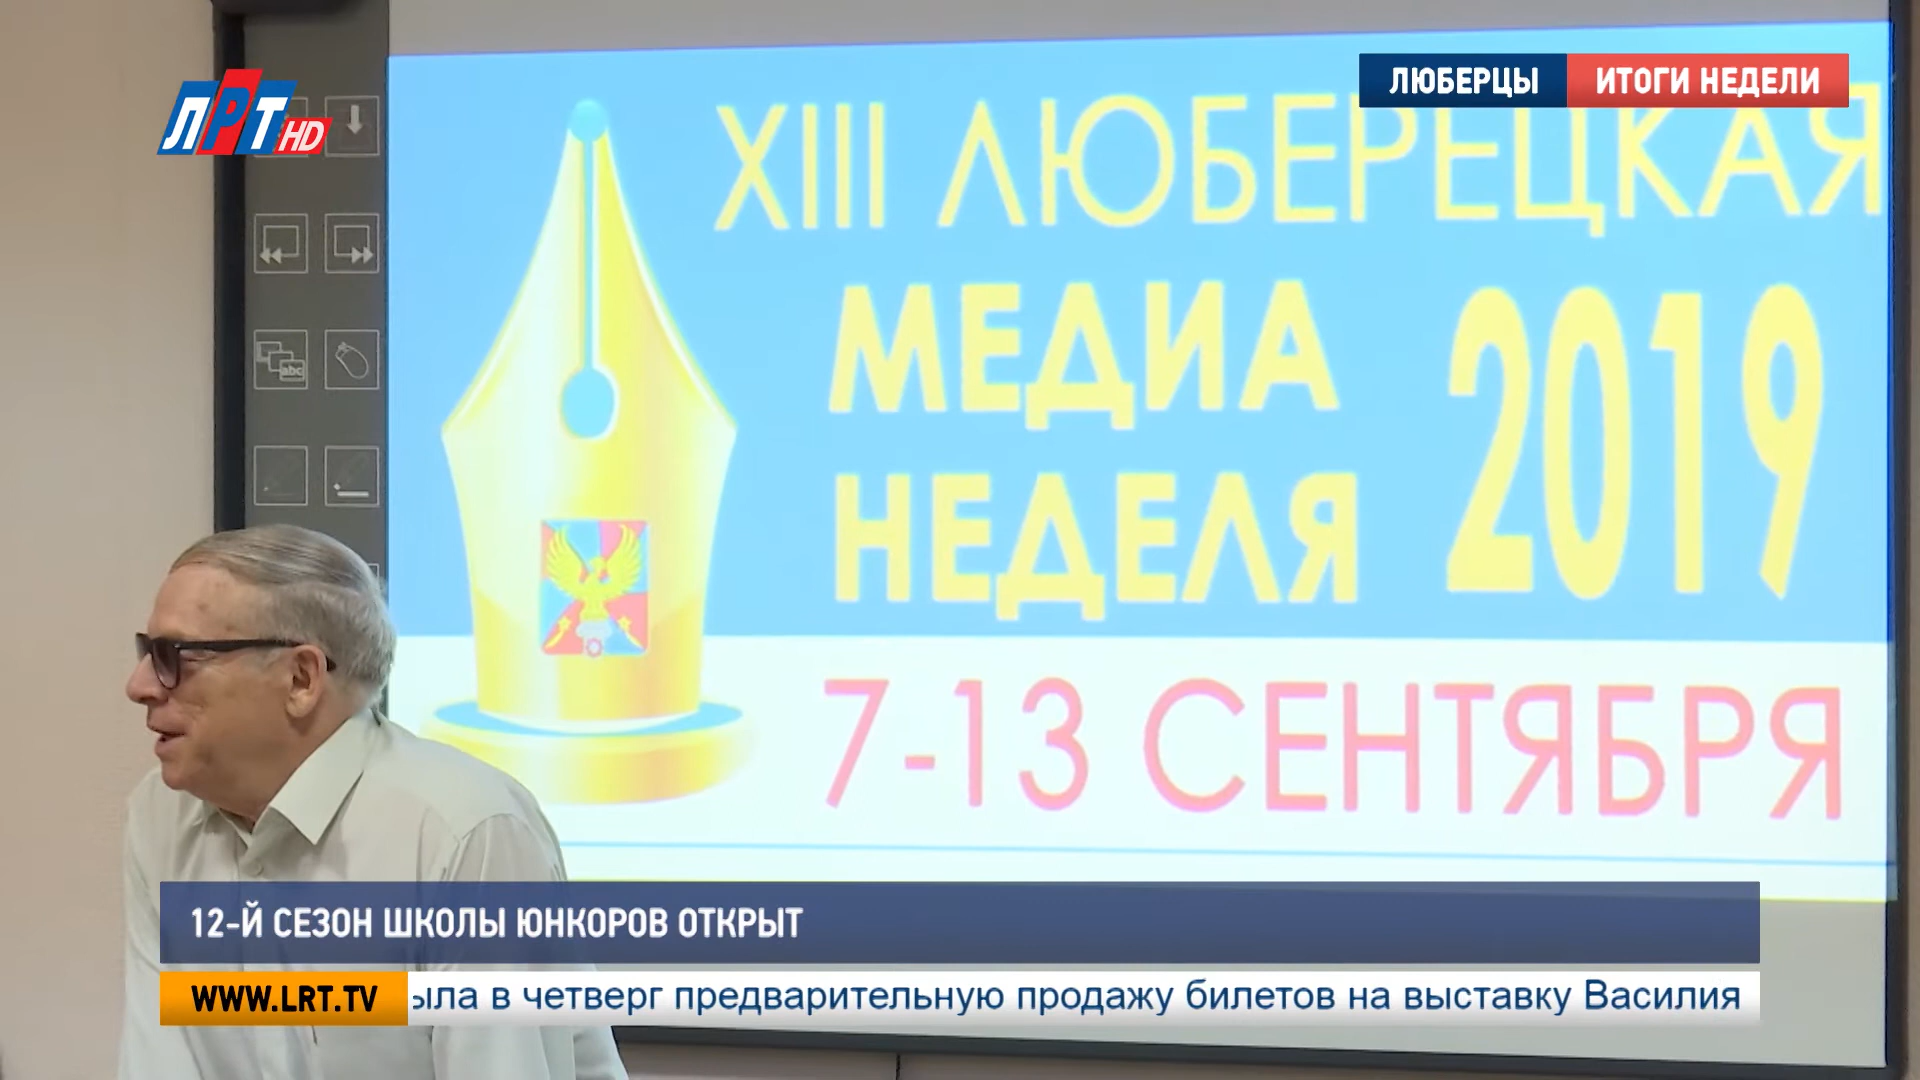 ЛРТ HD
ЛЮБЕРЦЫ ИТОГИ НЕДЕЛИ
XIII ЛЮБЕРЕЦКАЯ
МЕДИА
НЕДЕЛЯ
2019
7-13 СЕНТЯБРЯ
abc
12-Й СЕЗОН ШКОЛЫ ЮНКОРОВ ОТКРЫТ
WWW.LRT.TV ыла в четверг предварительную продажу билетов на выставку Василия